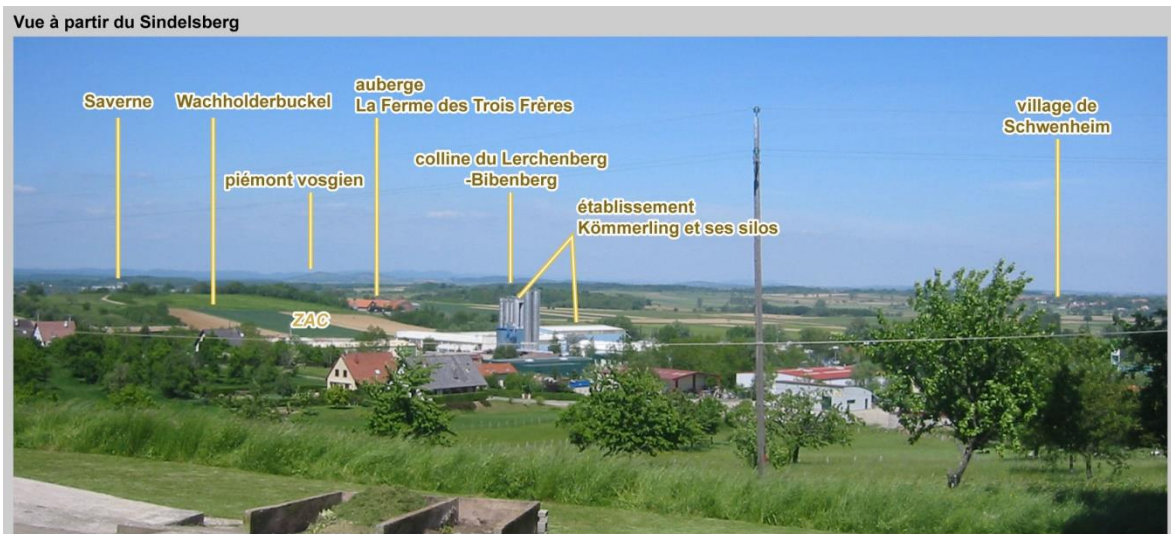 Vue à partir du Sindelsberg
Saverne
Wachholderbuckel
auberge
La Ferme des Trois Frères
piémont vosgien
colline du Lerchenberg
-Bibenberg
établissement
Kömmerling et ses silos
village de
Schwenheim
ZAC